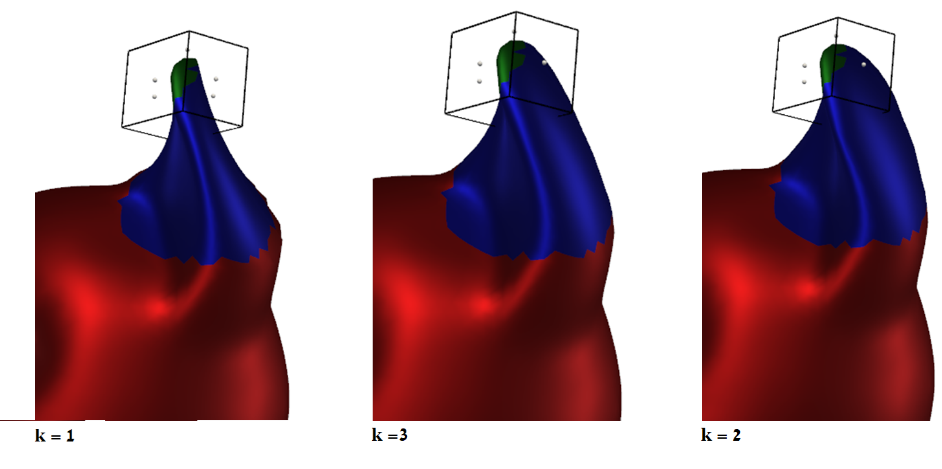 k = 1
k =3
k = 2